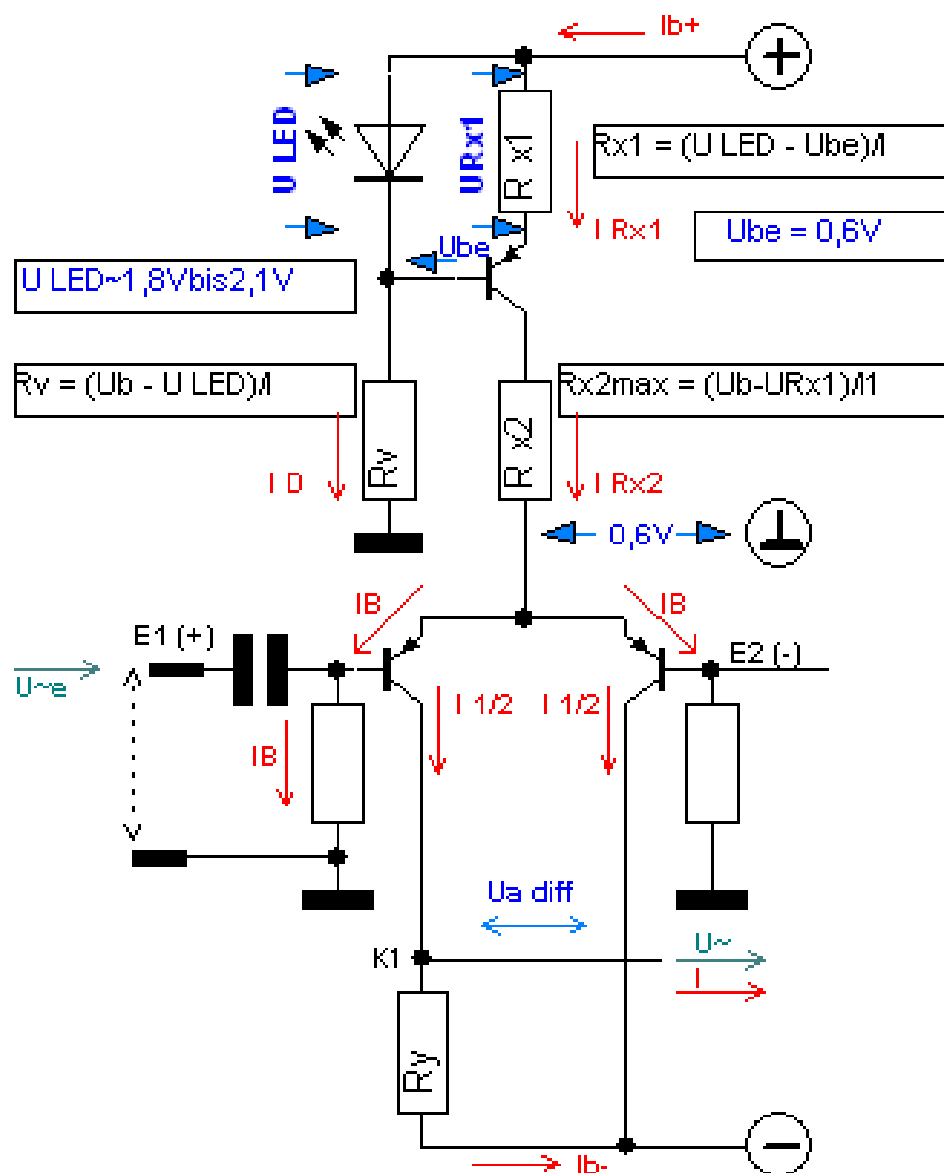 Ib+
U LED
URx1
R x1
Rx1 = (U LED - Ube)/I
I Rx1
Ube = 0,6V
Ube
U LED~1,8Vbis2,1V
Rv = (Ub - U LED)/I
Rx2max = (Ub-URx1)/I1
Rv
R x2
I D
I Rx2
0,6V
IB
IB
E1 (+)
E2 (-)
U~e
I 1/2
I 1/2
IB
Ua diff
U~
K1
I
Ry
Ib-